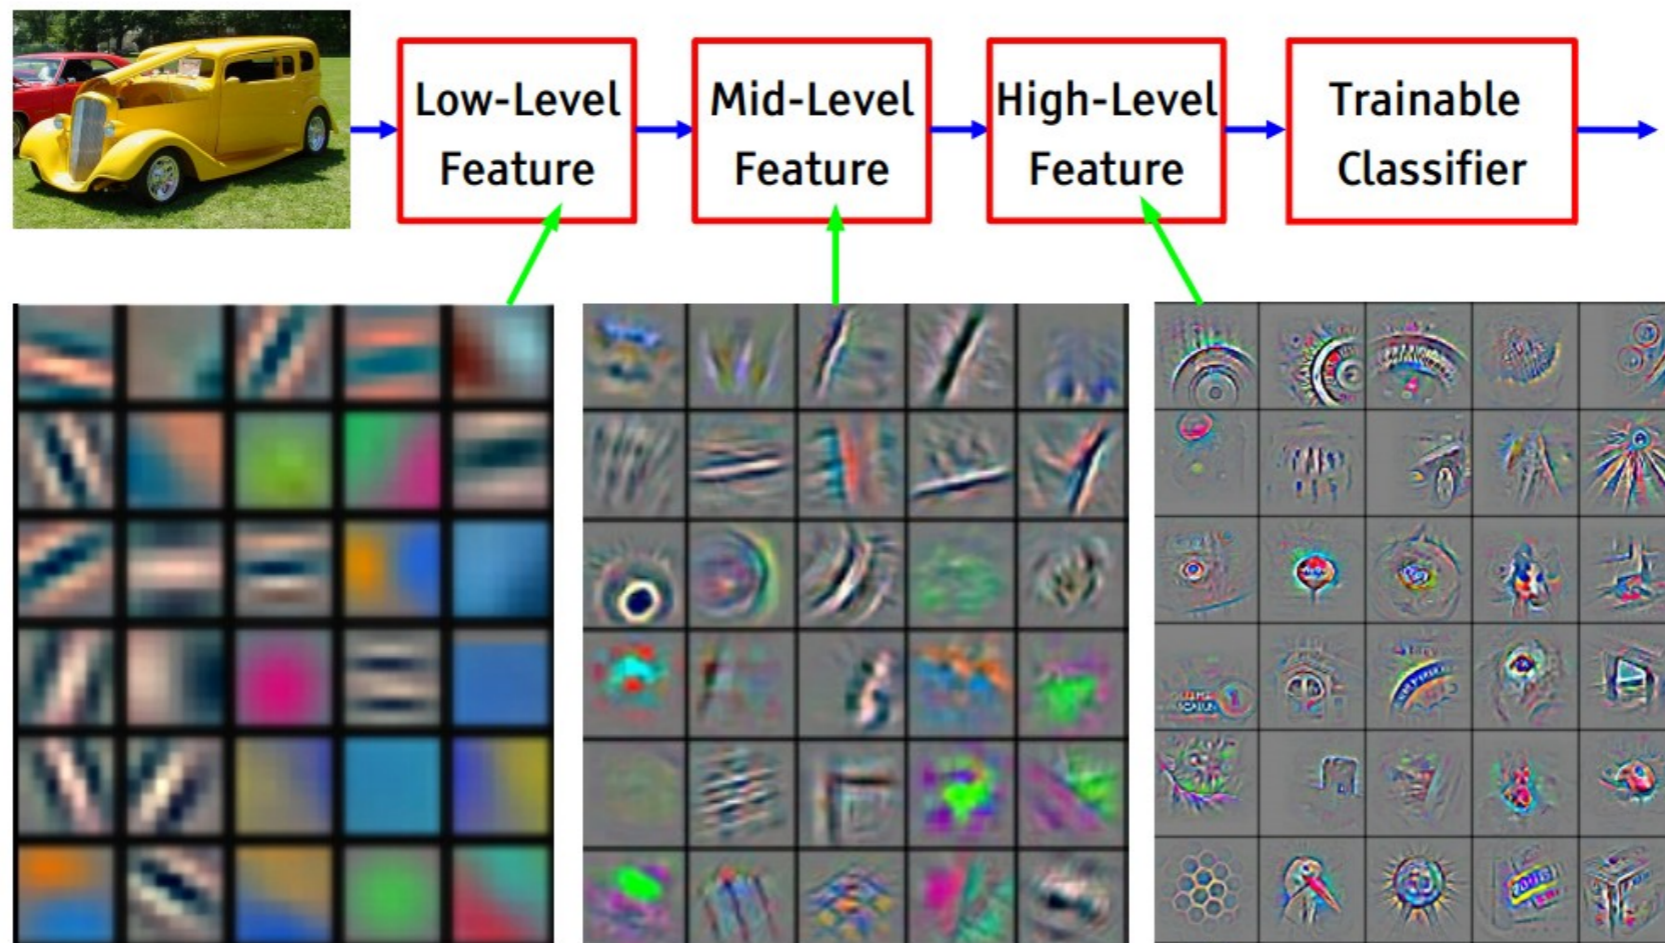 Low-Level
Feature
Mid-Level
Feature
High-Level
Feature
Trainable
Classifier